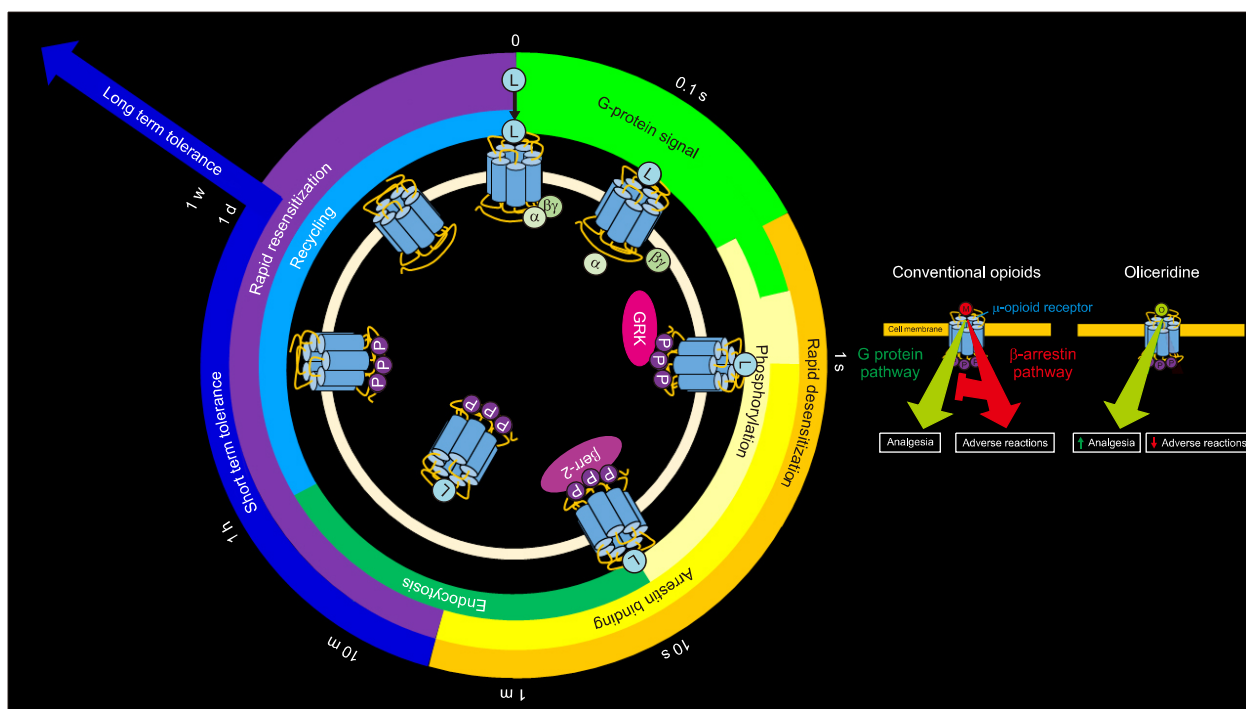 0
0.1 s
1 s
10 s
1 m
10 m
1 h
1 d
1 w
Long term tolerance
Short term tolerance
Rapid resensitization
Recycling
G-protein signal
Rapid desensitization
Phosphorylation
Arrestin binding
Endocytosis
L
L
L
L
L
L
α
βγ
α
βγ
GRK
P
P
P
βerr-2
P
P
P
P
P
P
P
P
P
Conventional opioids
Oliceridine
M
μ-opioid receptor
O
Cell membrane
P
P
P
P
P
P
G protein
pathway
β-arrestin
pathway
Analgesia
Adverse reactions
Analgesia
Adverse reactions